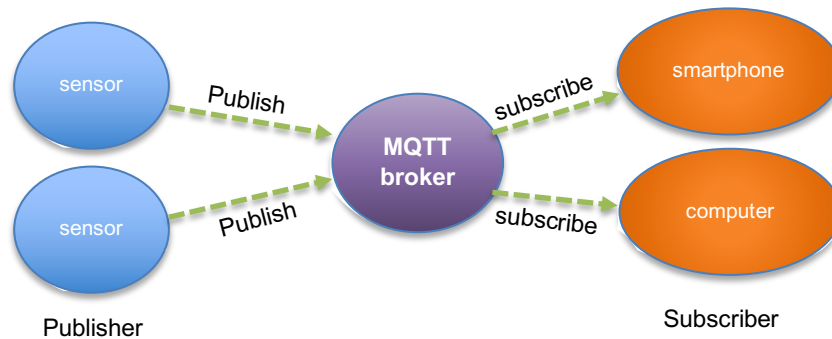 sensor
Publish
MQTT
broker
subscribe
smartphone
sensor
Publish
subscribe
computer
Publisher
Subscriber